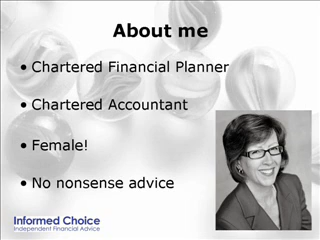 About me
• Chartered Financial Planner
• Chartered Accountant
• Female!
• No nonsense advice
Informed Choice
Independent Financial Advice